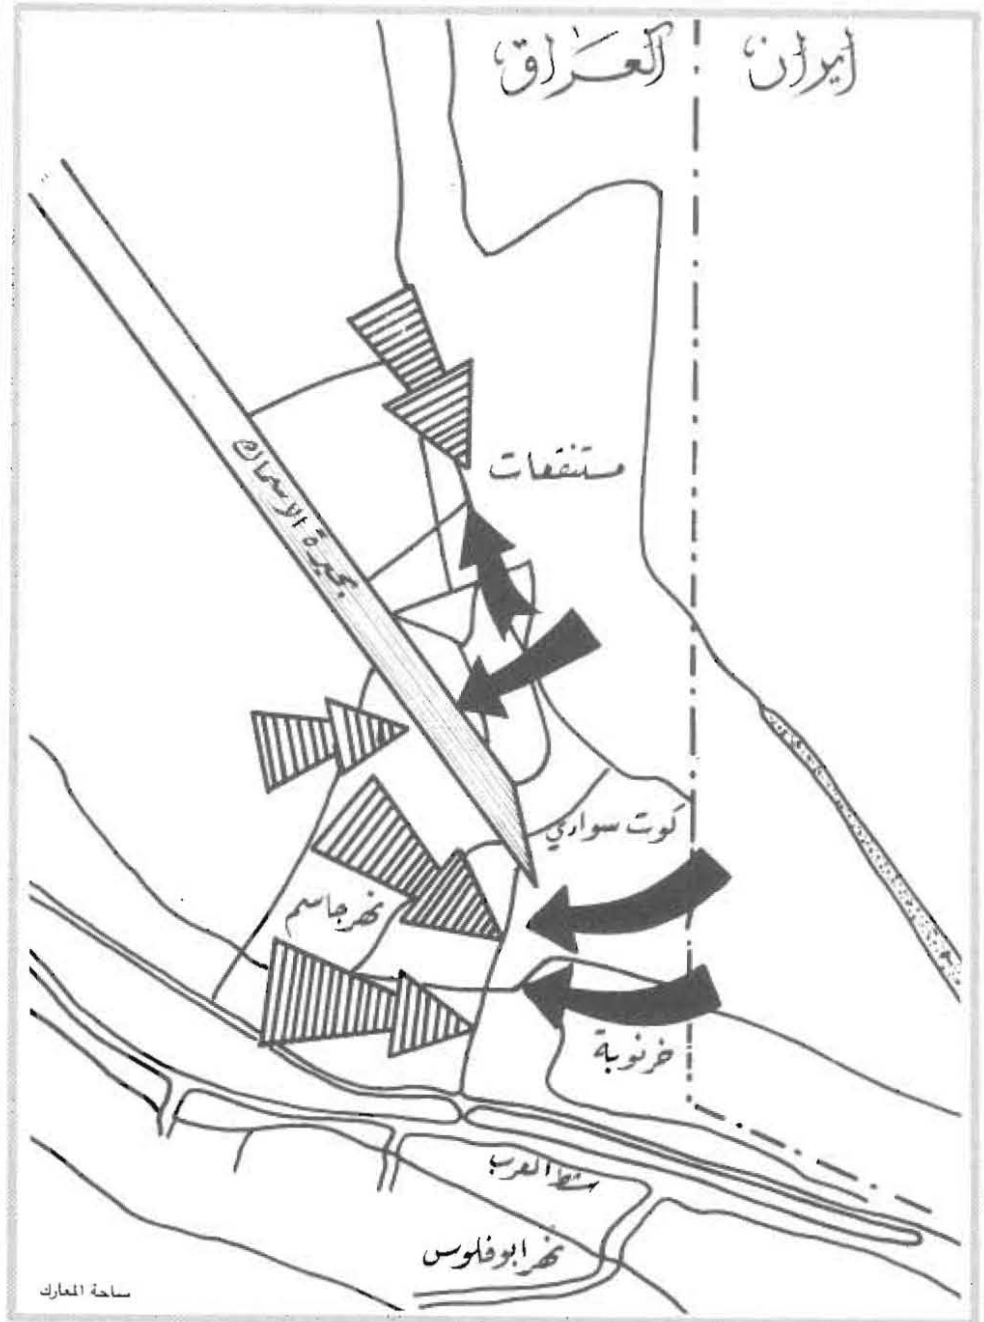 ايران
العراق
مستنقعات
بحيرة الاسماك
كوت سواري
نهر جاسم
خرنوبة
شط العرب
نهر ابو فلوس
ساحة المعارك